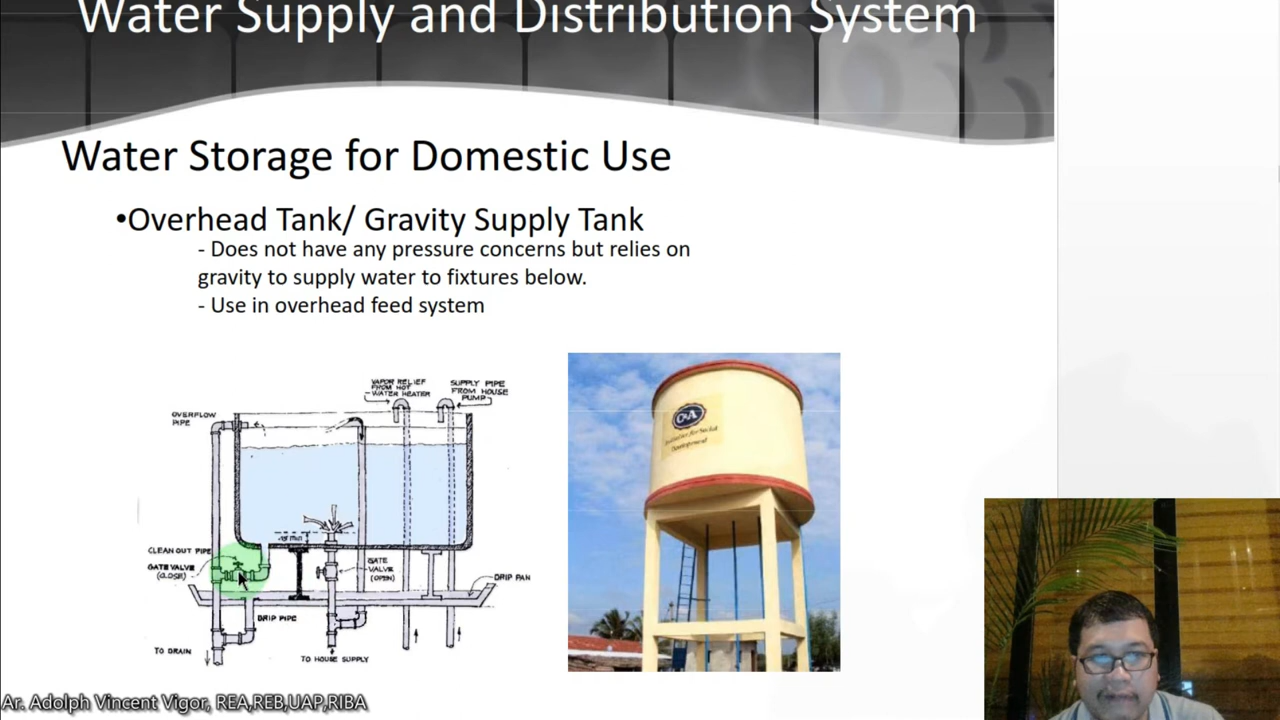 Water Supply and Distribution System
Water Storage for Domestic Use
•Overhead Tank/ Gravity Supply Tank
- Does not have any pressure concerns but relies on
gravity to supply water to fixtures below.
- Use in overhead feed system
VAPOR RELIEF
FROM HOT
WATER HEATER
SUPPLY PIPE
FROM HOUSE
PUMP
OVERFLOW
PIPE
CLEAN OUT PIPE
GATE VALVE
GATE
VALVE
(OPEN)
DRIP PAN
DRIP PIPE
TO DRAIN
TO HOUSE SUPPLY
C&A
Development
Ar. Adolph Vincent Vigor, REA,REB,UAP,RIBA